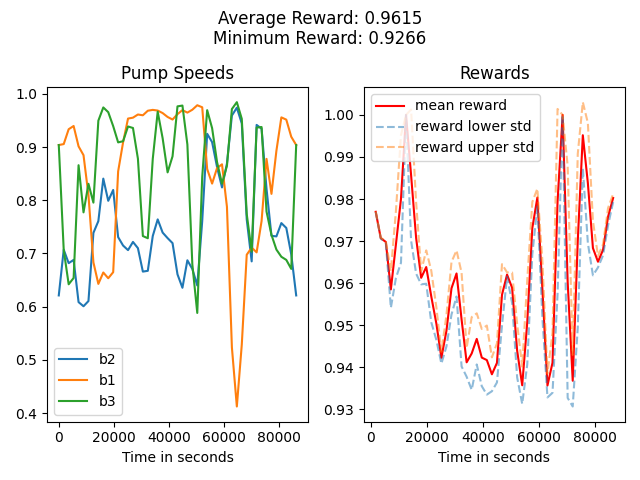 Average Reward: 0.9615
Minimum Reward: 0.9266
Pump Speeds
1.0
0.9
0.8
0.7
0.6
0.5
0.4
b2
b1
b3
0
20000
40000
60000
80000
Time in seconds
Rewards
1.00
0.99
0.98
0.97
0.96
0.95
0.94
0.93
mean reward
reward lower std
reward upper std
0
20000
40000
60000
80000
Time in seconds